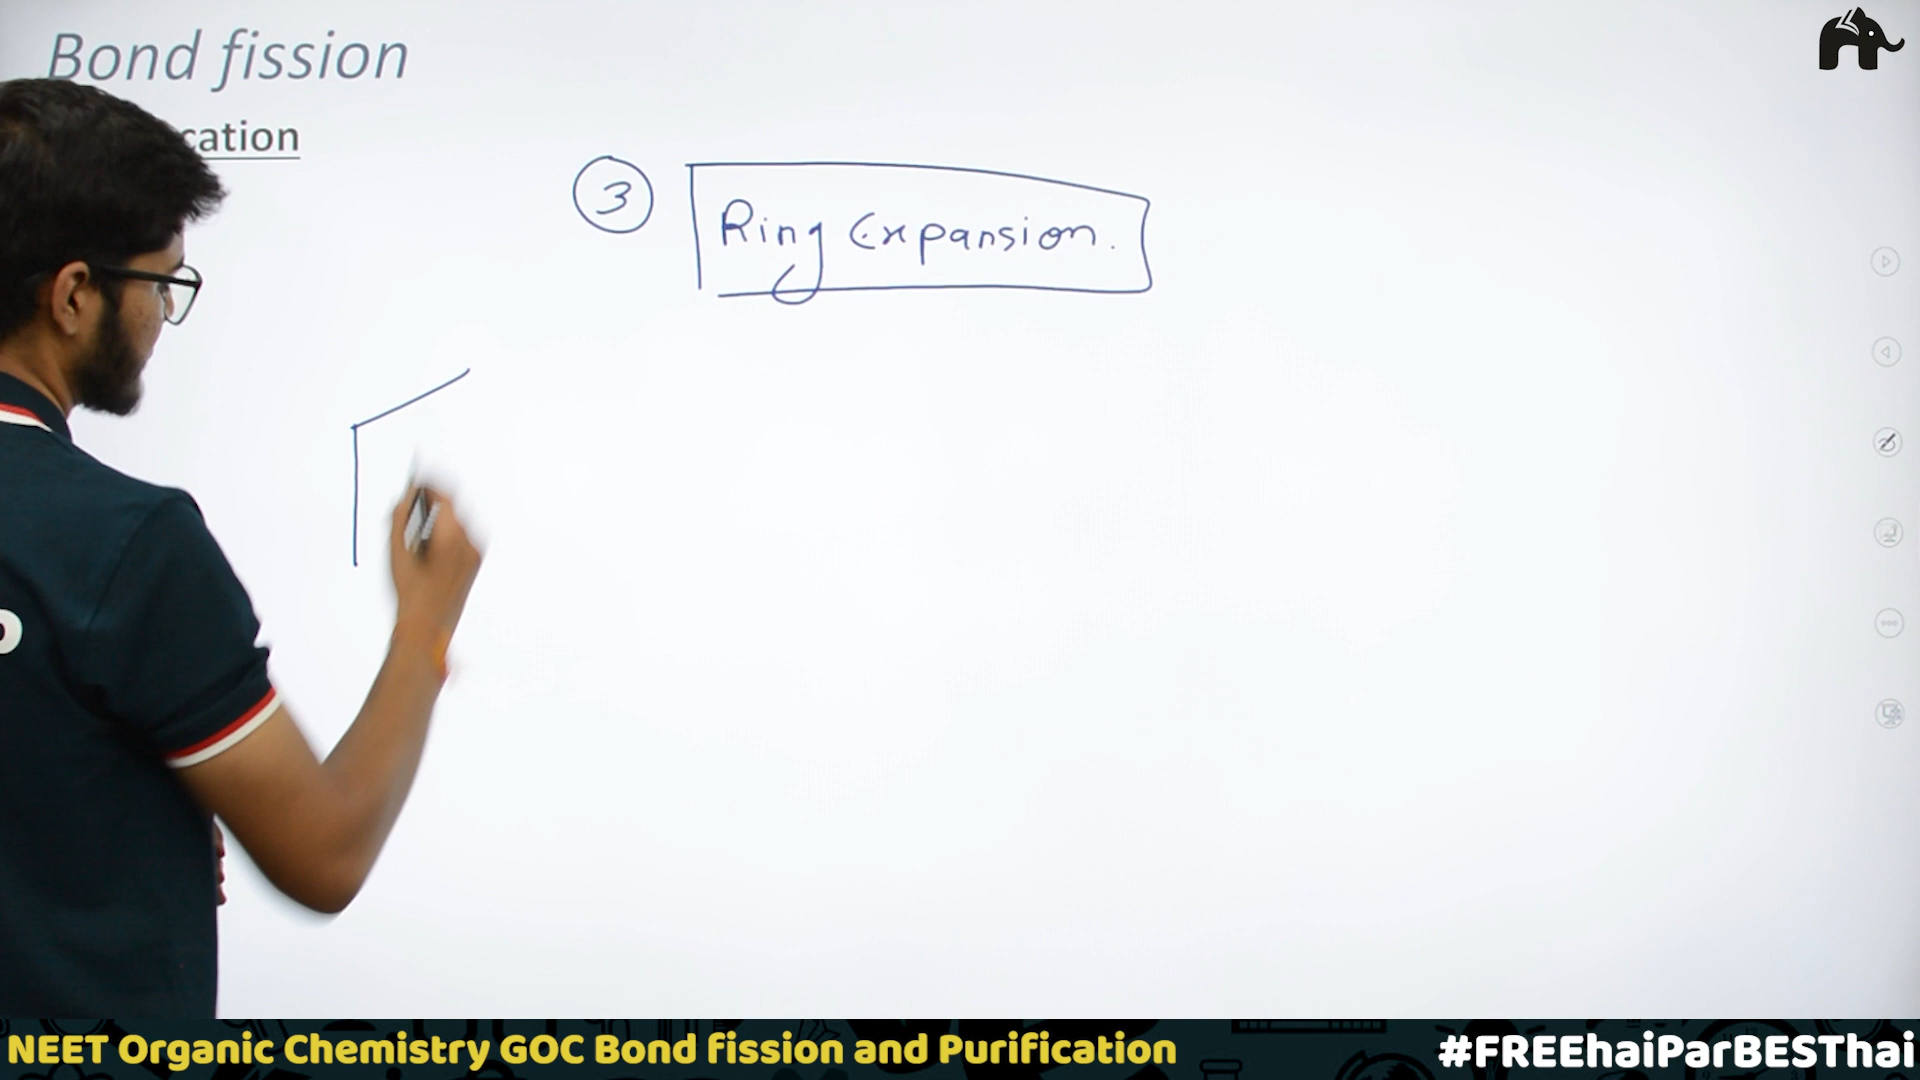 Bond fission
cation
3
Ring Expansion.
NEET Organic Chemistry GOC Bond fission and Purification
#FREEhaiParBESThai